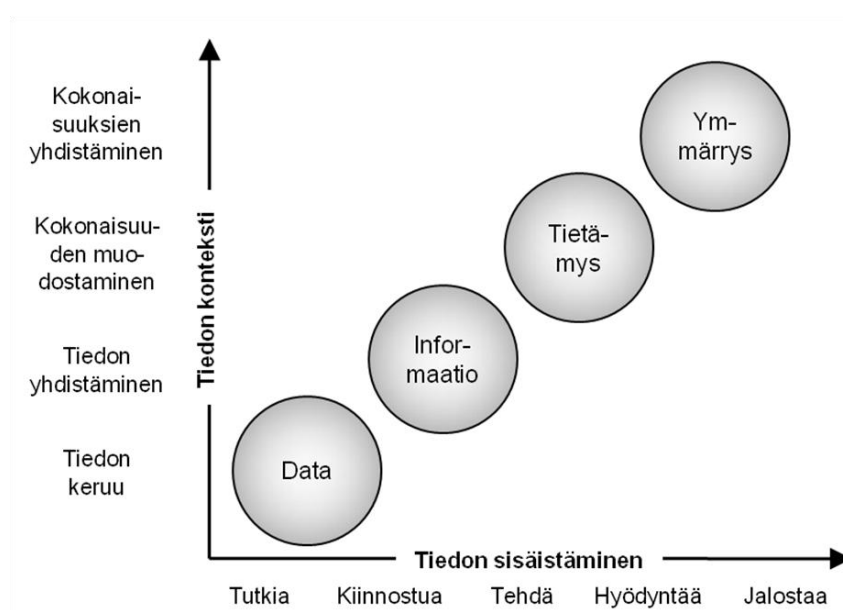 Kokonai-
suuksien
yhdistäminen
Ym-
märrys
Kokonaisuu-
den muo-
dostaminen
Tiedon konteksti
Tietä-
mys
Tiedon
yhdistäminen
Infor-
maatio
Tiedon
keruu
Data
Tiedon sisäistäminen
Tutkia Kiinnostua Tehdä Hyödyntää Jalostaa